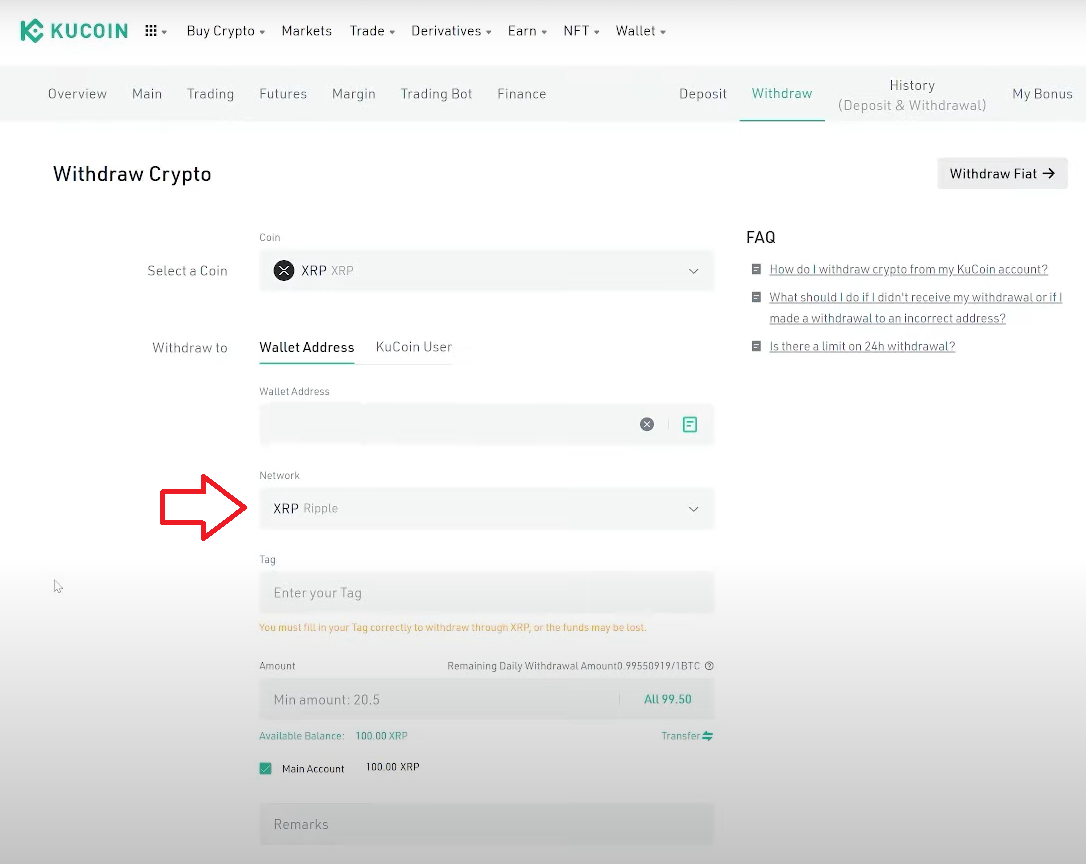 KUCOIN
Buy Crypto Markets Trade Derivatives Earn NFT Wallet
Overview Main Trading Futures Margin Trading Bot Finance Deposit Withdraw History My Bonus
(Deposit & Withdrawal)
Withdraw Crypto
Withdraw Fiat →
Coin
Select a Coin XRP XRP
Withdraw to Wallet Address KuCoin User
Wallet Address
Network
XRP Ripple
Tag
Enter your Tag
You must fill in your Tag correctly to withdraw through XRP, or the funds may be lost.
Amount Remaining Daily Withdrawal Amount0.99550919/1BTC
Min amount: 20.5 All 99.50
Available Balance: 100.00 XRP Transfer
Main Account 100.00 XRP
Remarks
FAQ
How do I withdraw crypto from my KuCoin account?
What should I do if I didn't receive my withdrawal or if I
made a withdrawal to an incorrect address?
Is there a limit on 24h withdrawal?